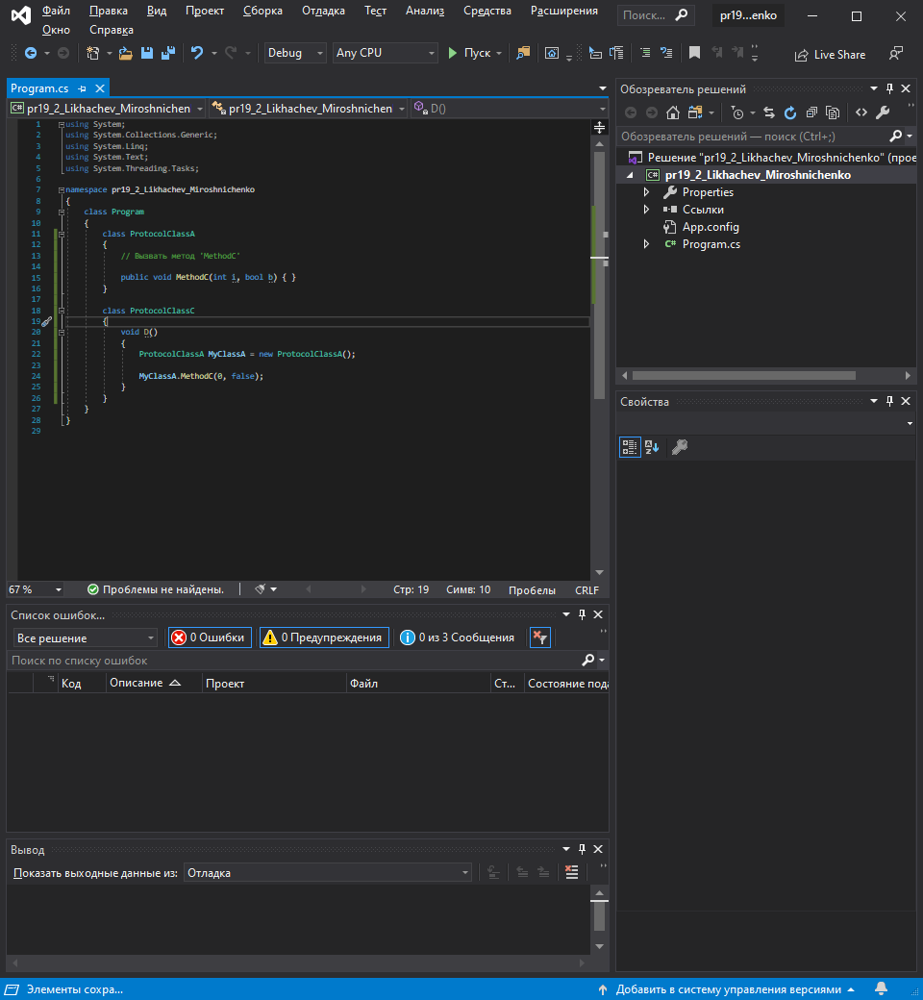 Файл Правка Вид Проект Сборка Отладка Тест Анализ Средства Расширения Поиск... pr19...enko
Окно Справка
Debug Any CPU Пуск Live Share
Program.cs
pr19_2_Likhachev_Miroshnichen pr19_2_Likhachev_Miroshnichen D()
1 using System;
2 using System.Collections.Generic;
3 using System.Linq;
4 using System.Text;
5 using System.Threading.Tasks;
6
7 namespace pr19_2_Likhachev_Miroshnichenko
8 {
9 class Program
10 {
11 class ProtocolClassA
12 {
13 // Вызвать метод 'MethodC'
14
15 public void MethodC(int i, bool b) { }
16 }
17
18 class ProtocolClassC
19 {
20 void D()
21 {
22 ProtocolClassA MyClassA = new ProtocolClassA();
23
24 MyClassA.MethodC(0, false);
25 }
26 }
27 }
28 }
29
67 % Проблемы не найдены. Стр: 19 Симв: 10 Пробелы CRLF
Список ошибок...
Все решение 0 Ошибки 0 Предупреждения 0 из 3 Сообщения
Поиск по списку ошибок
Код Описание Проект Файл Ст... Состояние пода
Вывод
Показать выходные данные из: Отладка
Обозреватель решений
Обозреватель решений — поиск (Ctrl+;)
Решение "pr19_2_Likhachev_Miroshnichenko" (прое
C# pr19_2_Likhachev_Miroshnichenko
Properties
Ссылки
App.config
C# Program.cs
Свойства
Элементы сохра... Добавить в систему управления версиями